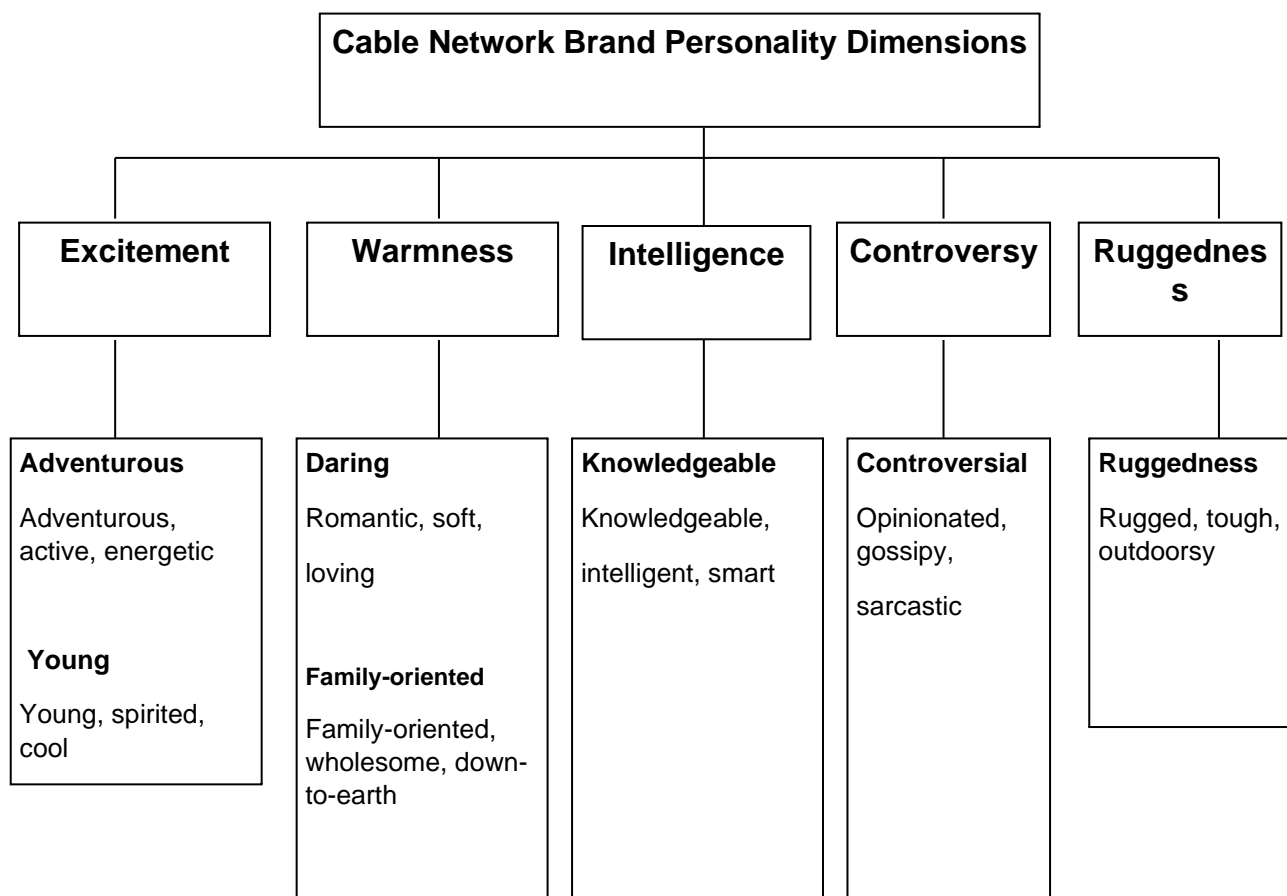 Cable Network Brand Personality Dimensions
Excitement
Warmness
Intelligence
Controversy
Ruggednes
s
Adventurous
Adventurous,
active, energetic
Young
Young, spirited,
cool
Daring
Romantic, soft,
loving
Family-oriented
Family-oriented,
wholesome, down-
to-earth
Knowledgeable
Knowledgeable,
intelligent, smart
Controversial
Opinionated,
gossipy,
sarcastic
Ruggedness
Rugged, tough,
outdoorsy